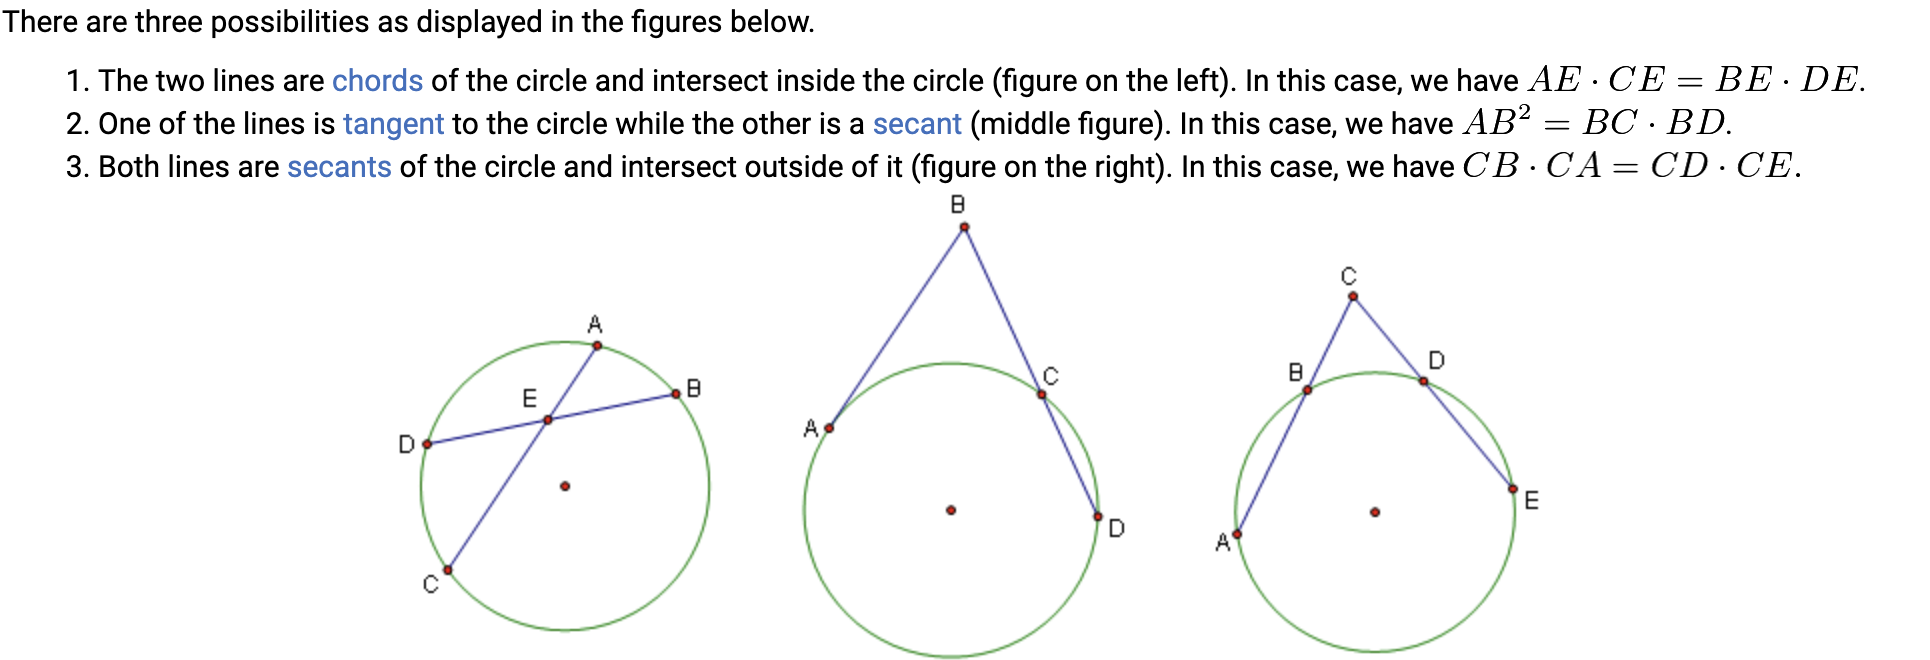 There are three possibilities as displayed in the figures below.
1. The two lines are chords of the circle and intersect inside the circle (figure on the left). In this case, we have AE · CE = BE · DE.
2. One of the lines is tangent to the circle while the other is a secant (middle figure). In this case, we have AB² = BC · BD.
3. Both lines are secants of the circle and intersect outside of it (figure on the right). In this case, we have CB · CA = CD · CE.
A
B
E
D
C
B
C
A
D
C
D
B
E
A